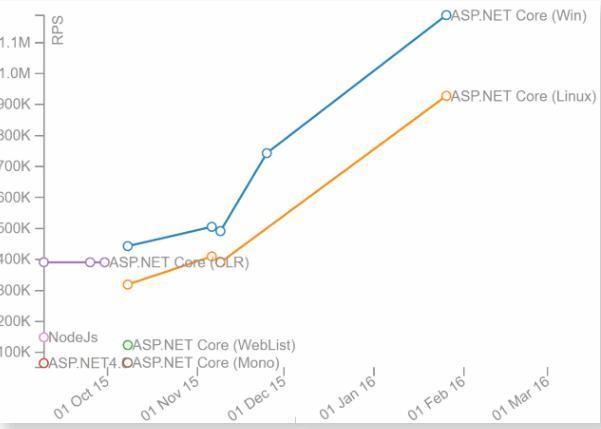 RPS
ASP.NET Core (Win)
1.1M
1.0M
900K
ASP.NET Core (Linux)
800K
700K
600K
500K
400K
ASP.NET Core (CLR)
300K
200K
NodeJs
ASP.NET Core (WebList)
100K
ASP.NET4.6
ASP.NET Core (Mono)
01 Oct 15
01 Nov 15
01 Dec 15
01 Jan 16
01 Feb 16
01 Mar 16